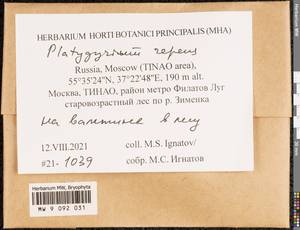 HERBARIUM HORTI BOTANICI PRINCIPALIS (MHA)
Platygyrium repens
Russia, Moscow (TINAO area),
55°35'24"N, 37°22'48"E, 190 m alt.
Москва, ТИНАО, район метро Филатов Луг
старовозрастный лес по р. Зименка
на валежине в лесу
12.VIII.2021 coll. M.S. Ignatov/
#21- 1039 собр. М.С. Игнатов
Herbarium MW, Bryophyta
MW 9 092 031